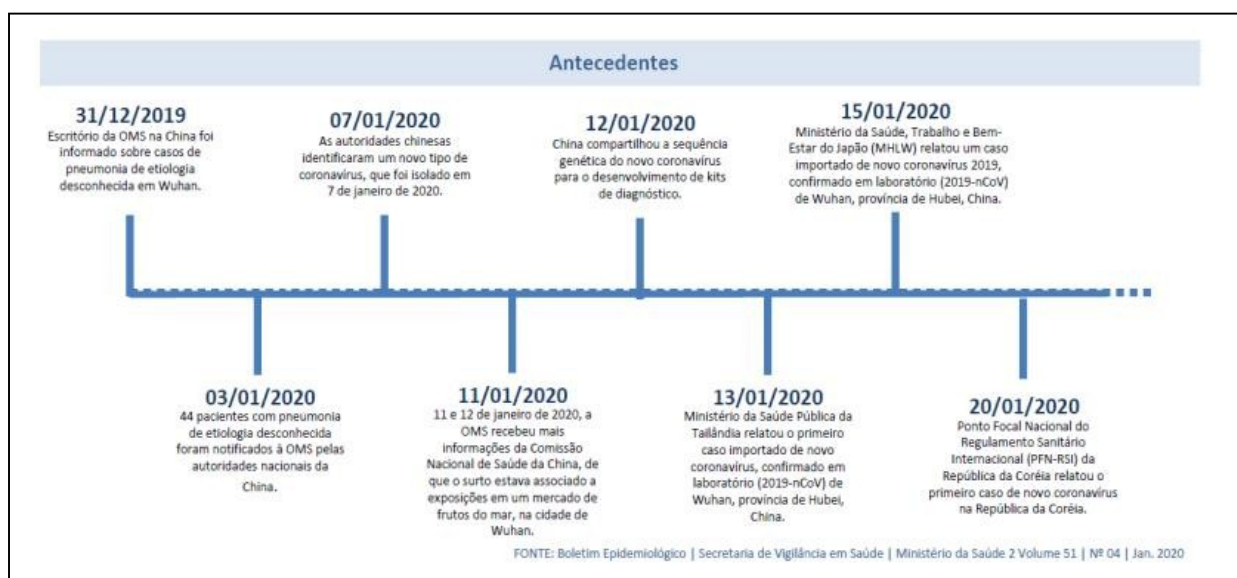 Antecedentes
31/12/2019
Escritório da OMS na China foi
informado sobre casos de
pneumonia de etiologia
desconhecida em Wuhan.
07/01/2020
As autoridades chinesas
identificaram um novo tipo de
coronavírus, que foi isolado em
7 de janeiro de 2020.
12/01/2020
China compartilhou a sequência
genética do novo coronavírus
para o desenvolvimento de kits
de diagnóstico.
15/01/2020
Ministério da Saúde, Trabalho e Bem-
Estar do Japão (MHLW) relatou um caso
importado de novo coronavírus 2019,
confirmado em laboratório (2019-nCoV)
de Wuhan, província de Hubei, China.
03/01/2020
44 pacientes com pneumonia
de etiologia desconhecida
foram notificados à OMS pelas
autoridades nacionais da
China.
11/01/2020
11 e 12 de janeiro de 2020, a
OMS recebeu mais
informações da Comissão
Nacional de Saúde da China, de
que o surto estava associado a
exposições em um mercado de
frutos do mar, na cidade de
Wuhan.
13/01/2020
Ministério da Saúde Pública da
Tailândia relatou o primeiro
caso importado de novo
coronavírus, confirmado em
laboratório (2019-nCoV) de
Wuhan, província de Hubei,
China.
20/01/2020
Ponto Focal Nacional do
Regulamento Sanitário
Internacional (PFN-RSI) da
República da Coréia relatou o
primeiro caso de novo coronavírus
na República da Coréia.
FONTE: Boletim Epidemiológico | Secretaria de Vigilância em Saúde | Ministério da Saúde 2 Volume 51 | Nº 04 | Jan. 2020